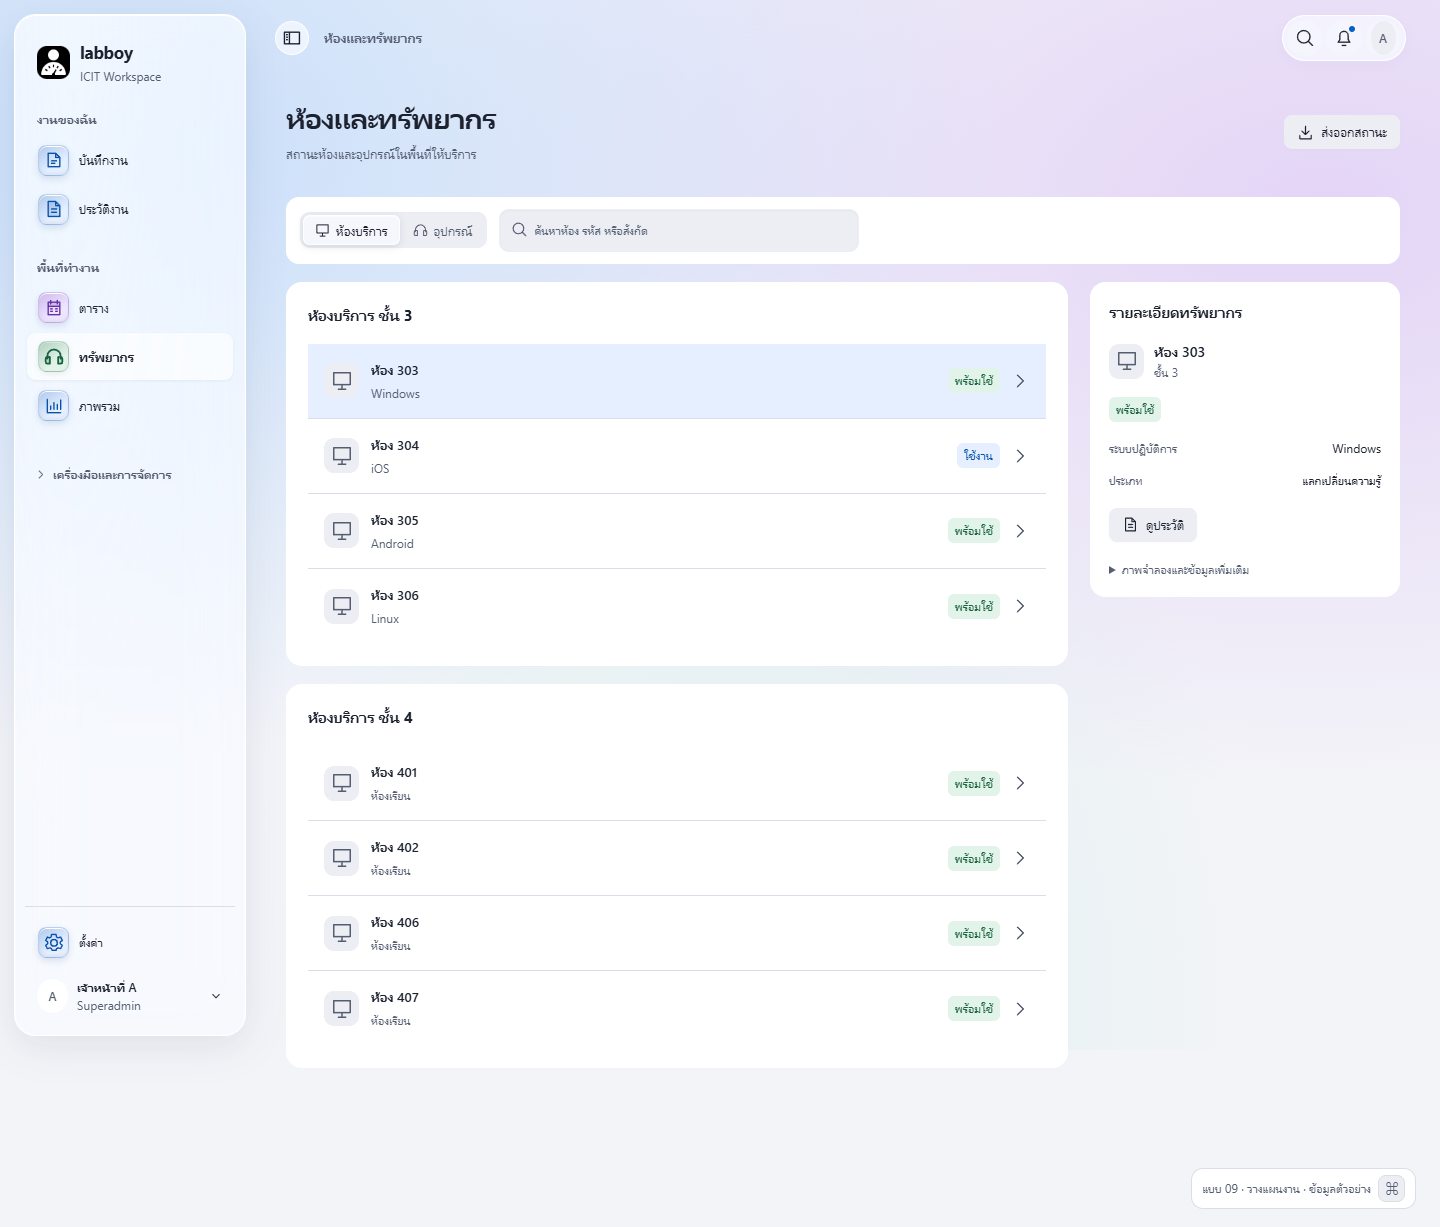 labboy
ICIT Workspace
งานของฉัน
บันทึกงาน
ประวัติงาน
พื้นที่ทำงาน
ตาราง
ทรัพยากร
ภาพรวม
เครื่องมือและการจัดการ
ตั้งค่า
A
เจ้าหน้าที่ A
Superadmin
ห้องและทรัพยากร
A
ห้องและทรัพยากร
สถานะห้องและอุปกรณ์ในพื้นที่ให้บริการ
ส่งออกสถานะ
ห้องบริการ
อุปกรณ์
ค้นหาห้อง รหัส หรือสังกัด
ห้องบริการ ชั้น 3
ห้อง 303
Windows
พร้อมใช้
ห้อง 304
iOS
ใช้งาน
ห้อง 305
Android
พร้อมใช้
ห้อง 306
Linux
พร้อมใช้
ห้องบริการ ชั้น 4
ห้อง 401
ห้องเรียน
พร้อมใช้
ห้อง 402
ห้องเรียน
พร้อมใช้
ห้อง 406
ห้องเรียน
พร้อมใช้
ห้อง 407
ห้องเรียน
พร้อมใช้
รายละเอียดทรัพยากร
ห้อง 303
ชั้น 3
พร้อมใช้
ระบบปฏิบัติการ Windows
ประเภท แลกเปลี่ยนความรู้
ดูประวัติ
ภาพจำลองและข้อมูลเพิ่มเติม
แบบ 09 · วางแผนงาน · ข้อมูลตัวอย่าง ⌘